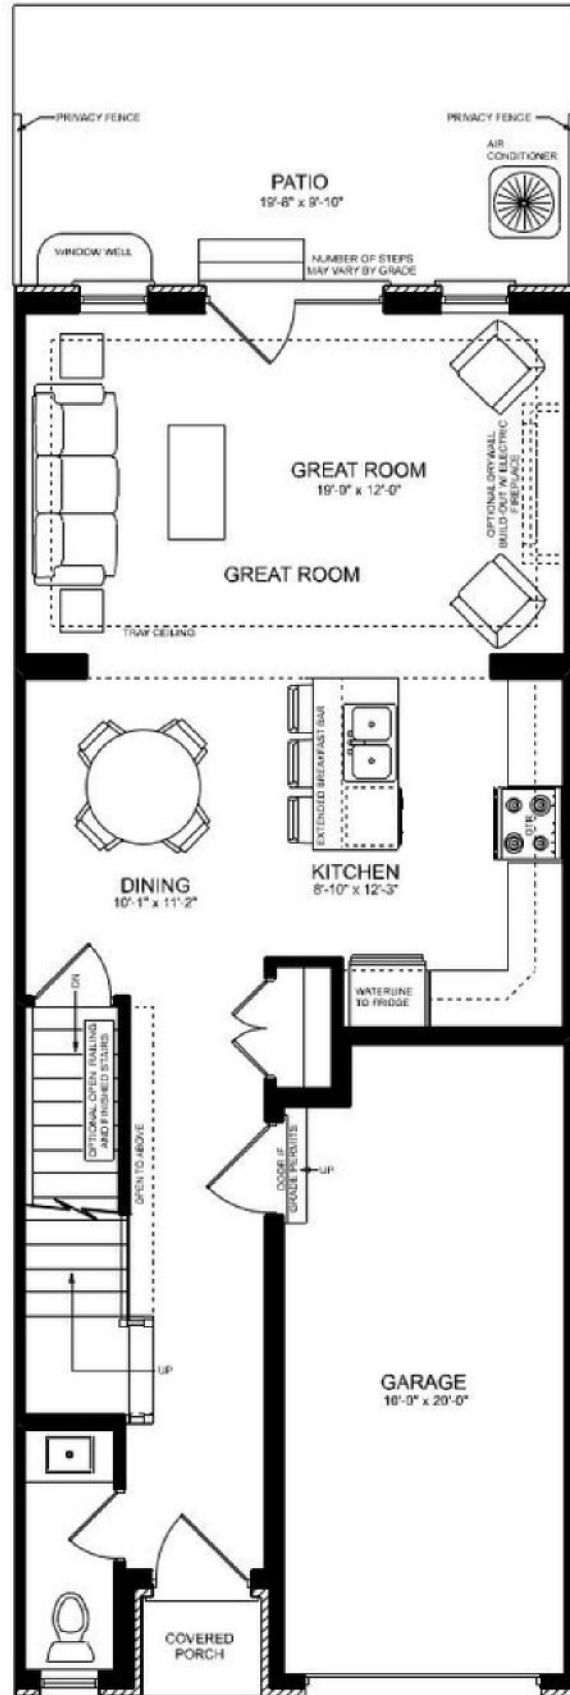 PRIVACY FENCE
PRIVACY FENCE
AIR
CONDITIONER
PATIO
19'-8" x 9'-10"
WINDOW WELL
NUMBER OF STEPS
MAY VARY BY GRADE
GREAT ROOM
19'-9" x 12'-0"
OPTIONAL DRYWALL
BUILD-OUT W/ ELECTRIC
FIREPLACE
GREAT ROOM
TRAY CEILING
EXTENDED BREAKFAST BAR
OTR
DINING
10'-1" x 11'-2"
KITCHEN
8'-10" x 12'-3"
DN
WATERLINE
TO FRIDGE
OPTIONAL OPEN RAILING
AND FINISHED STAIRS
OPEN TO ABOVE
DOOR IF
GRADE PERMITS
UP
UP
GARAGE
10'-0" x 20'-0"
COVERED
PORCH